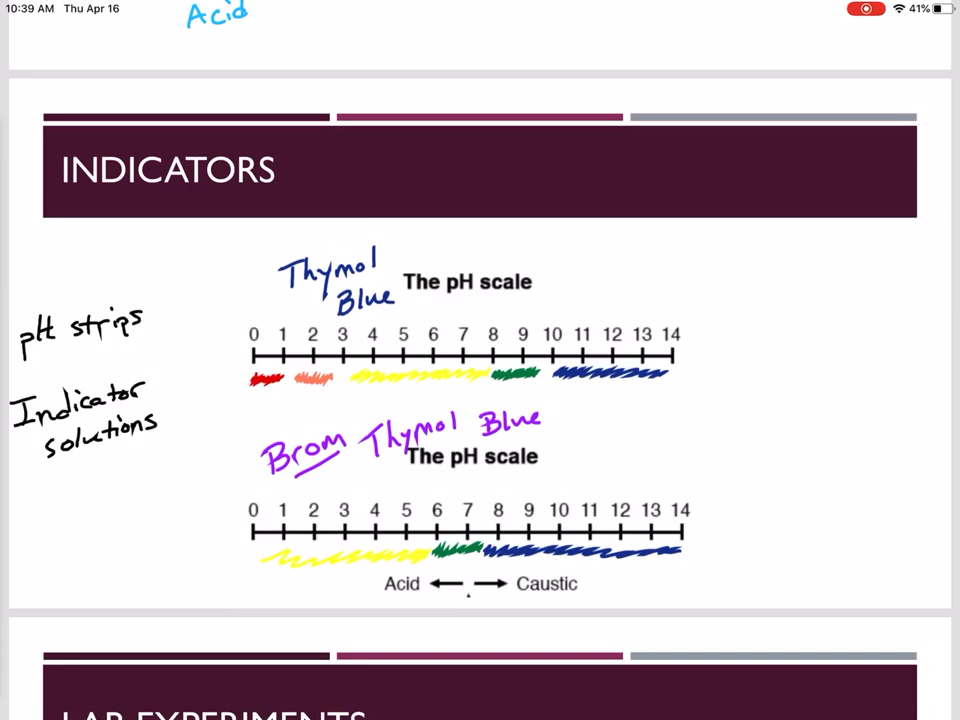 10:39 AM Thu Apr 16
41%
Acid
INDICATORS
Thymol
Blue
The pH scale
pH strips
0 1 2 3 4 5 6 7 8 9 10 11 12 13 14
Indicator
solutions
Brom Thymol Blue
The pH scale
0 1 2 3 4 5 6 7 8 9 10 11 12 13 14
Acid Caustic
LAB EXPERIMENTS